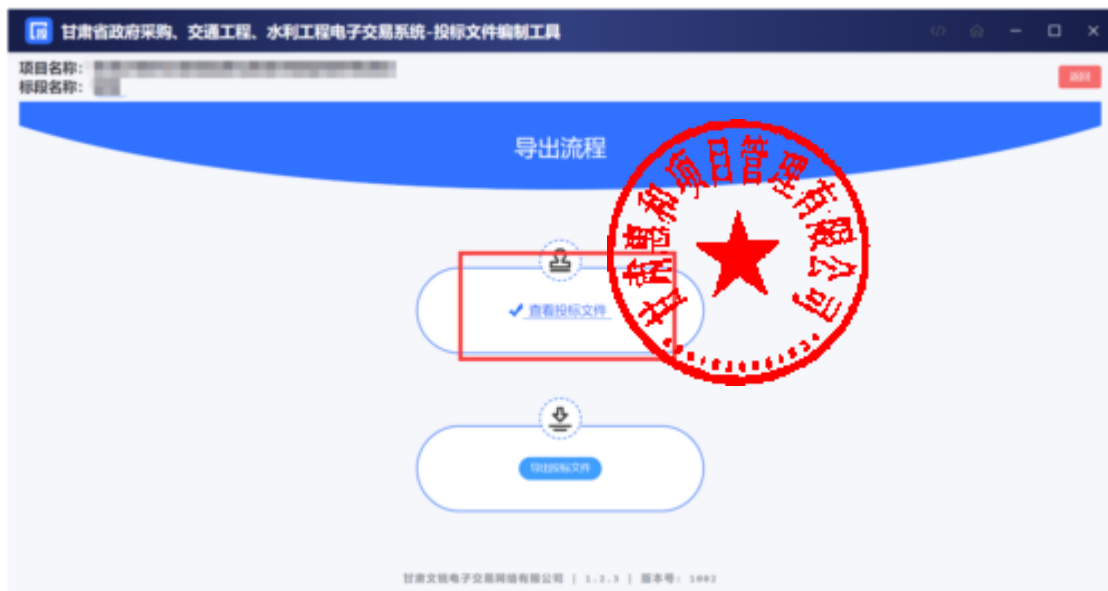 甘肃省政府采购、交通工程、水利工程电子交易系统-投标文件编制工具
项目名称:
标段名称:
返回
导出流程
查看投标文件
导出投标文件
甘肃惠和项目管理有限公司
甘肃文锐电子交易网络有限公司 | 1.2.3 | 版本号: 1002